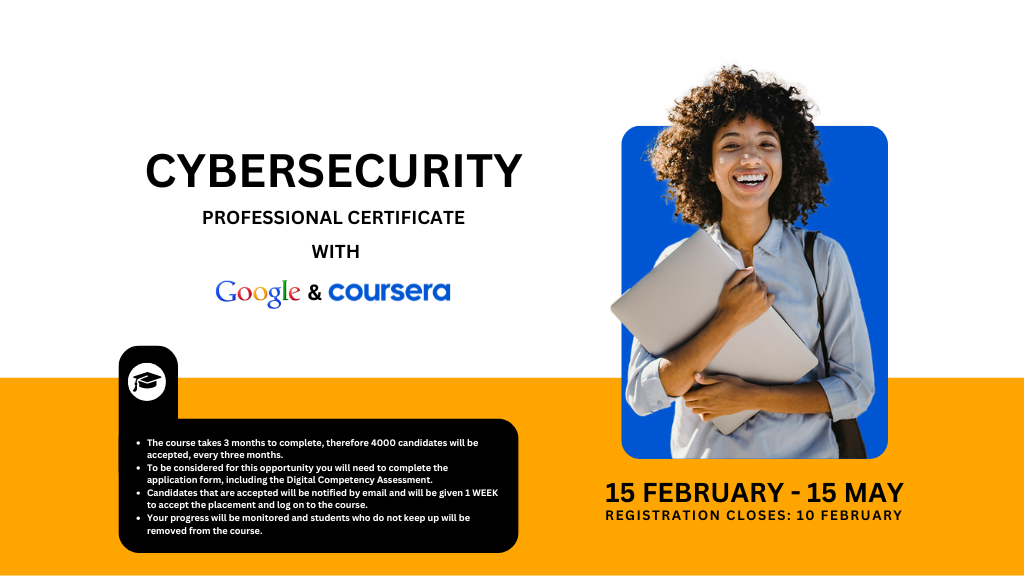 CYBERSECURITY
PROFESSIONAL CERTIFICATE
WITH
Google & coursera
• The course takes 3 months to complete, therefore 4000 candidates will be
accepted, every three months.
• To be considered for this opportunity you will need to complete the
application form, including the Digital Competency Assessment.
• Candidates that are accepted will be notified by email and will be given 1 WEEK
to accept the placement and log on to the course.
• Your progress will be monitored and students who do not keep up will be
removed from the course.
15 FEBRUARY - 15 MAY
REGISTRATION CLOSES: 10 FEBRUARY